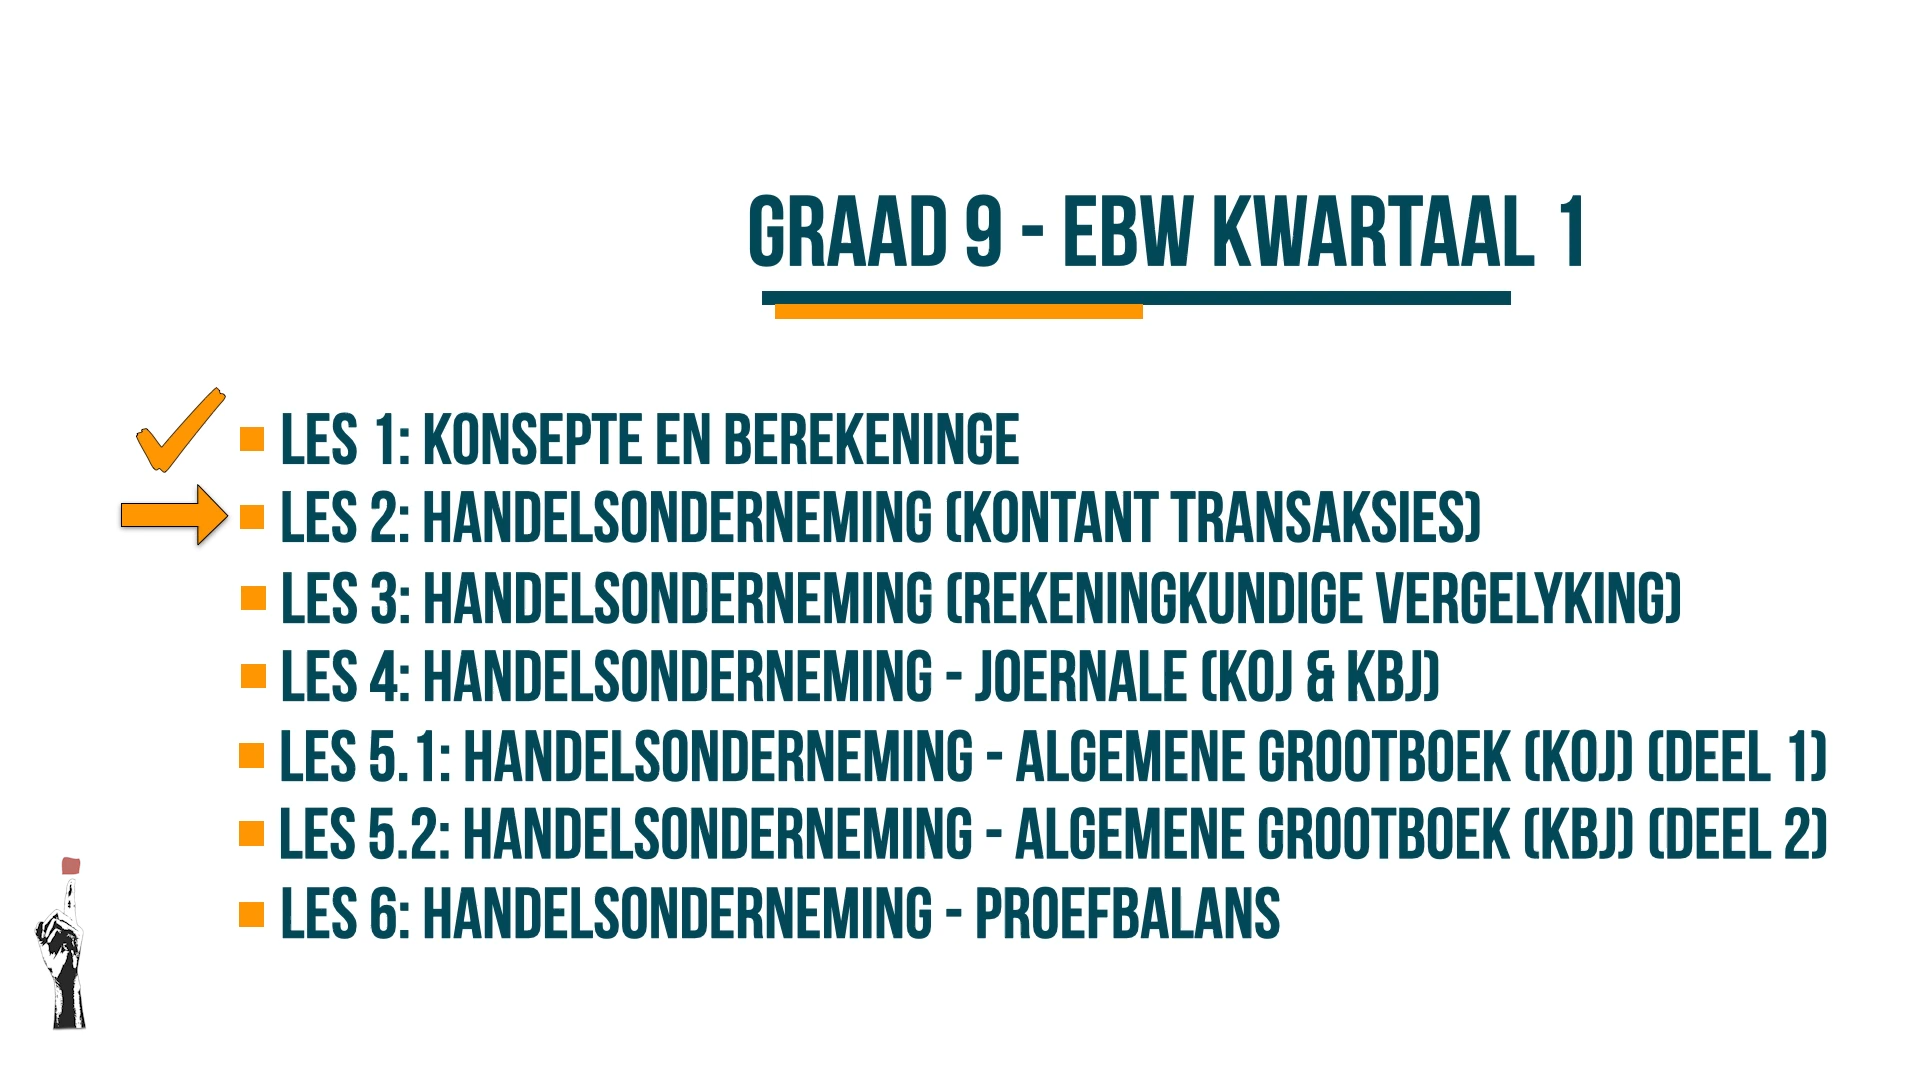 GRAAD 9 - EBW KWARTAAL 1
LES 1: KONSEPTE EN BEREKENINGE
LES 2: HANDELSONDERNEMING (KONTANT TRANSAKSIES)
LES 3: HANDELSONDERNEMING (REKENINGKUNDIGE VERGELYKING)
LES 4: HANDELSONDERNEMING - JOERNALE (KOJ & KBJ)
LES 5.1: HANDELSONDERNEMING - ALGEMENE GROOTBOEK (KOJ) (DEEL 1)
LES 5.2: HANDELSONDERNEMING - ALGEMENE GROOTBOEK (KBJ) (DEEL 2)
LES 6: HANDELSONDERNEMING - PROEFBALANS